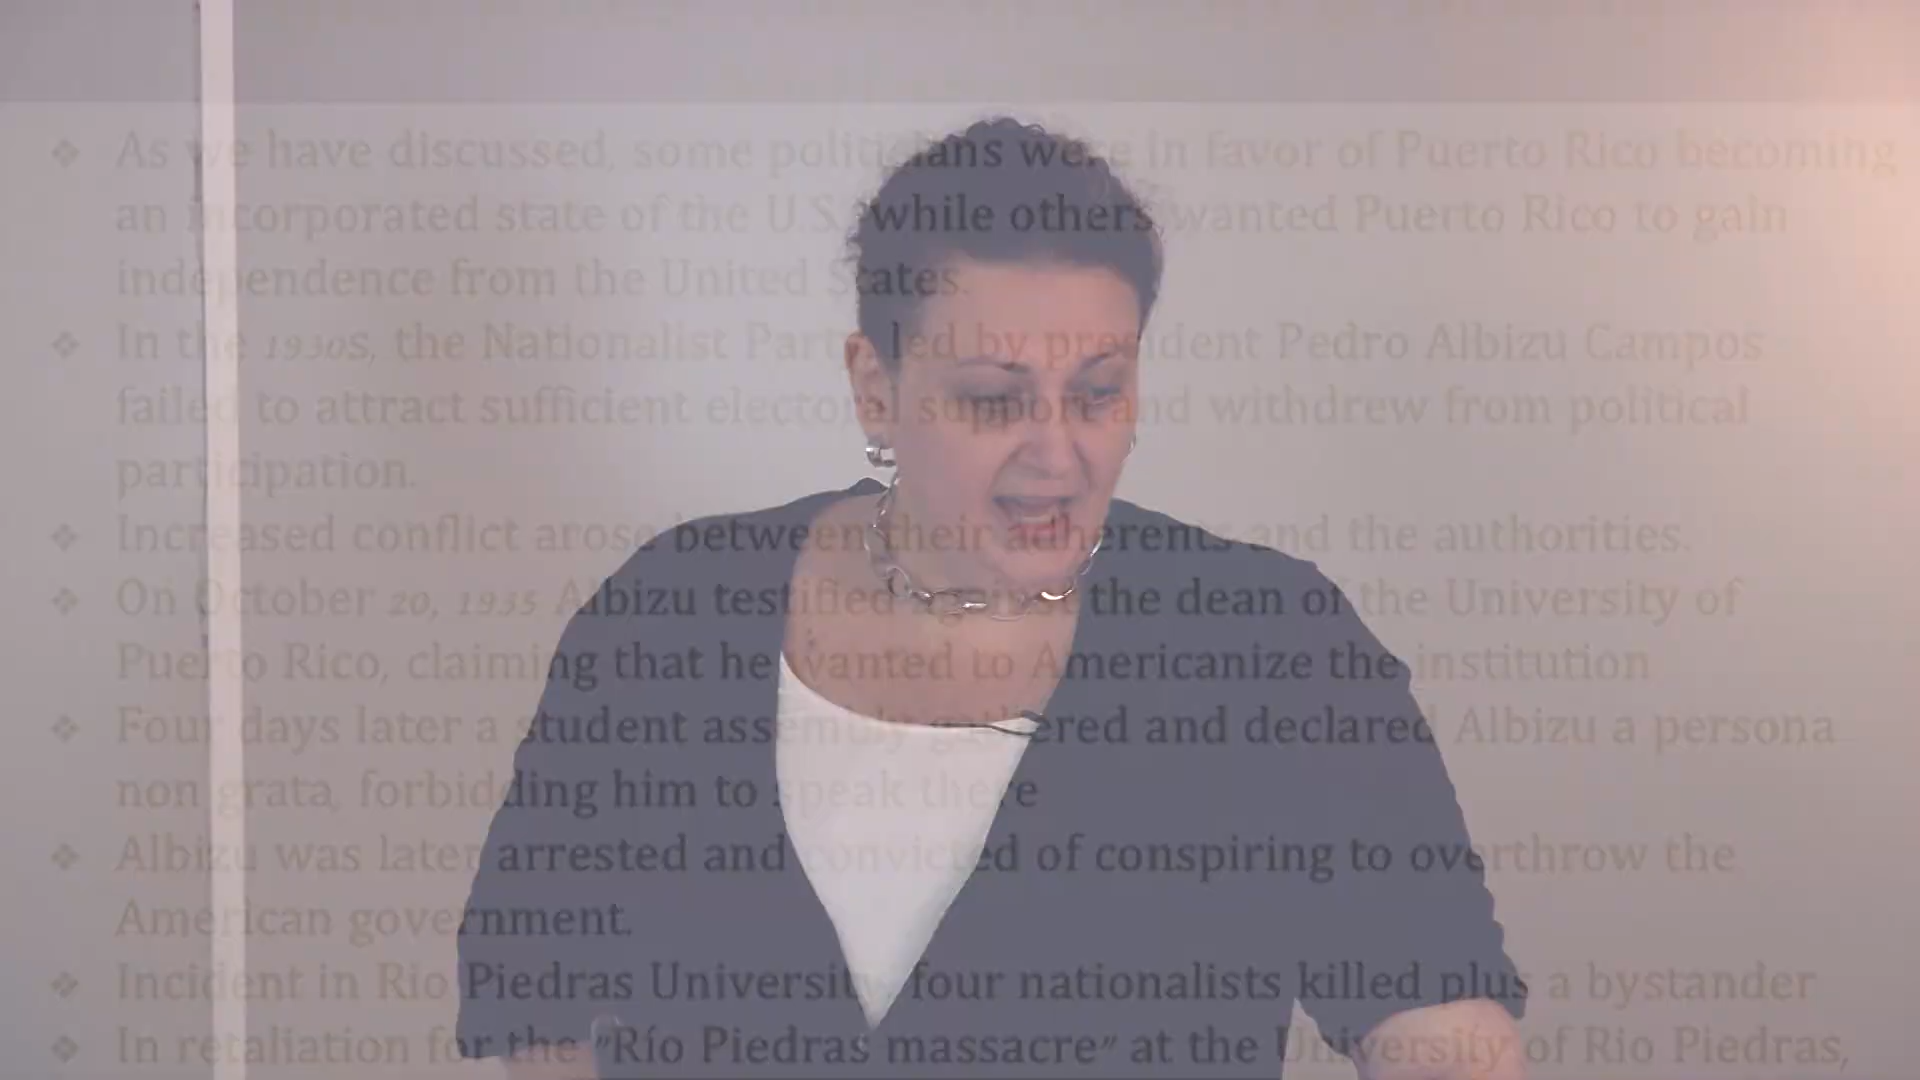 ❖ As we have discussed, some politicians were in favor of Puerto Rico becoming
an incorporated state of the U.S., while others wanted Puerto Rico to gain
independence from the United States.
❖ In the 1930s, the Nationalist Party led by president Pedro Albizu Campos
failed to attract sufficient electoral support and withdrew from political
participation.
❖ Increased conflict arose between their adherents and the authorities.
❖ On October 20, 1935 Albizu testified against the dean of the University of
Puerto Rico, claiming that he wanted to Americanize the institution
❖ Four days later a student assembly gathered and declared Albizu a persona
non grata, forbidding him to speak there
❖ Albizu was later arrested and convicted of conspiring to overthrow the
American government.
❖ Incident in Rio Piedras University, four nationalists killed plus a bystander
❖ In retaliation for the "Río Piedras massacre" at the University of Rio Piedras,